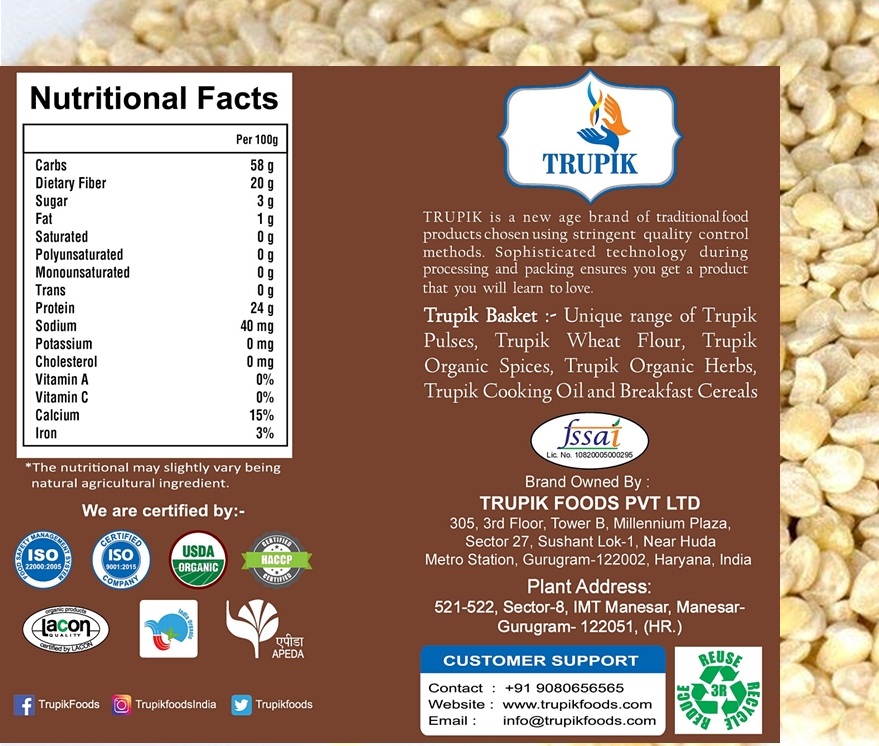 Nutritional Facts
Per 100g
Carbs 58 g
Dietary Fiber 20 g
Sugar 3 g
Fat 1 g
Saturated 0 g
Polyunsaturated 0 g
Monounsaturated 0 g
Trans 0 g
Protein 24 g
Sodium 40 mg
Potassium 0 mg
Cholesterol 0 mg
Vitamin A 0%
Vitamin C 0%
Calcium 15%
Iron 3%
*The nutritional may slightly vary being
natural agricultural ingredient.
We are certified by:-
FOOD SAFETY MANAGEMENT SYSTEM
ISO
22000:2005
CERTIFIED
ISO
9001:2015
COMPANY
USDA
ORGANIC
CERTIFIED
HACCP
CERTIFIED
organic products
Lacon
QUALITY
certified by LACON
India Organic
एपीडा
APEDA
TrupikFoods
TrupikfoodsIndia
Trupikfoods
TRUPIK
TRUPIK is a new age brand of traditional food
products chosen using stringent quality control
methods. Sophisticated technology during
processing and packing ensures you get a product
that you will learn to love.
Trupik Basket :- Unique range of Trupik
Pulses, Trupik Wheat Flour, Trupik
Organic Spices, Trupik Organic Herbs,
Trupik Cooking Oil and Breakfast Cereals
fssai
Lic. No. 10820005000295
Brand Owned By :
TRUPIK FOODS PVT LTD
305, 3rd Floor, Tower B, Millennium Plaza,
Sector 27, Sushant Lok-1, Near Huda
Metro Station, Gurugram-122002, Haryana, India
Plant Address:
521-522, Sector-8, IMT Manesar, Manesar-
Gurugram- 122051, (HR.)
CUSTOMER SUPPORT
Contact : +91 9080656565
Website : www.trupikfoods.com
Email : info@trupikfoods.com
REUSE
3R
REDUCE
RECYCLE